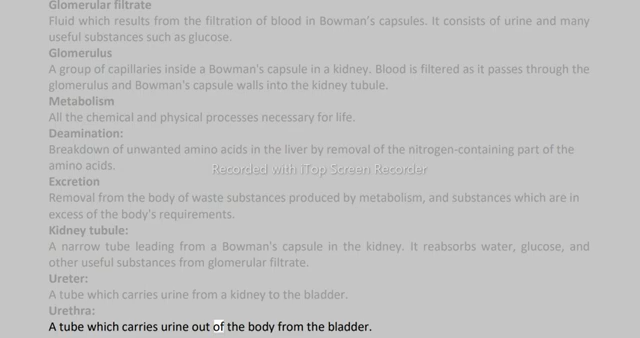 Glomerular filtrate
Fluid which results from the filtration of blood in Bowman's capsules. It consists of urine and many
useful substances such as glucose.
Glomerulus
A group of capillaries inside a Bowman's capsule in a kidney. Blood is filtered as it passes through the
glomerulus and Bowman's capsule walls into the kidney tubule.
Metabolism
All the chemical and physical processes necessary for life.
Deamination:
Breakdown of unwanted amino acids in the liver by removal of the nitrogen-containing part of the
amino acids.
Recorded with iTop Screen Recorder
Excretion
Removal from the body of waste substances produced by metabolism, and substances which are in
excess of the body's requirements.
Kidney tubule:
A narrow tube leading from a Bowman's capsule in the kidney. It reabsorbs water, glucose, and
other useful substances from glomerular filtrate.
Ureter:
A tube which carries urine from a kidney to the bladder.
Urethra:
A tube which carries urine out of the body from the bladder.